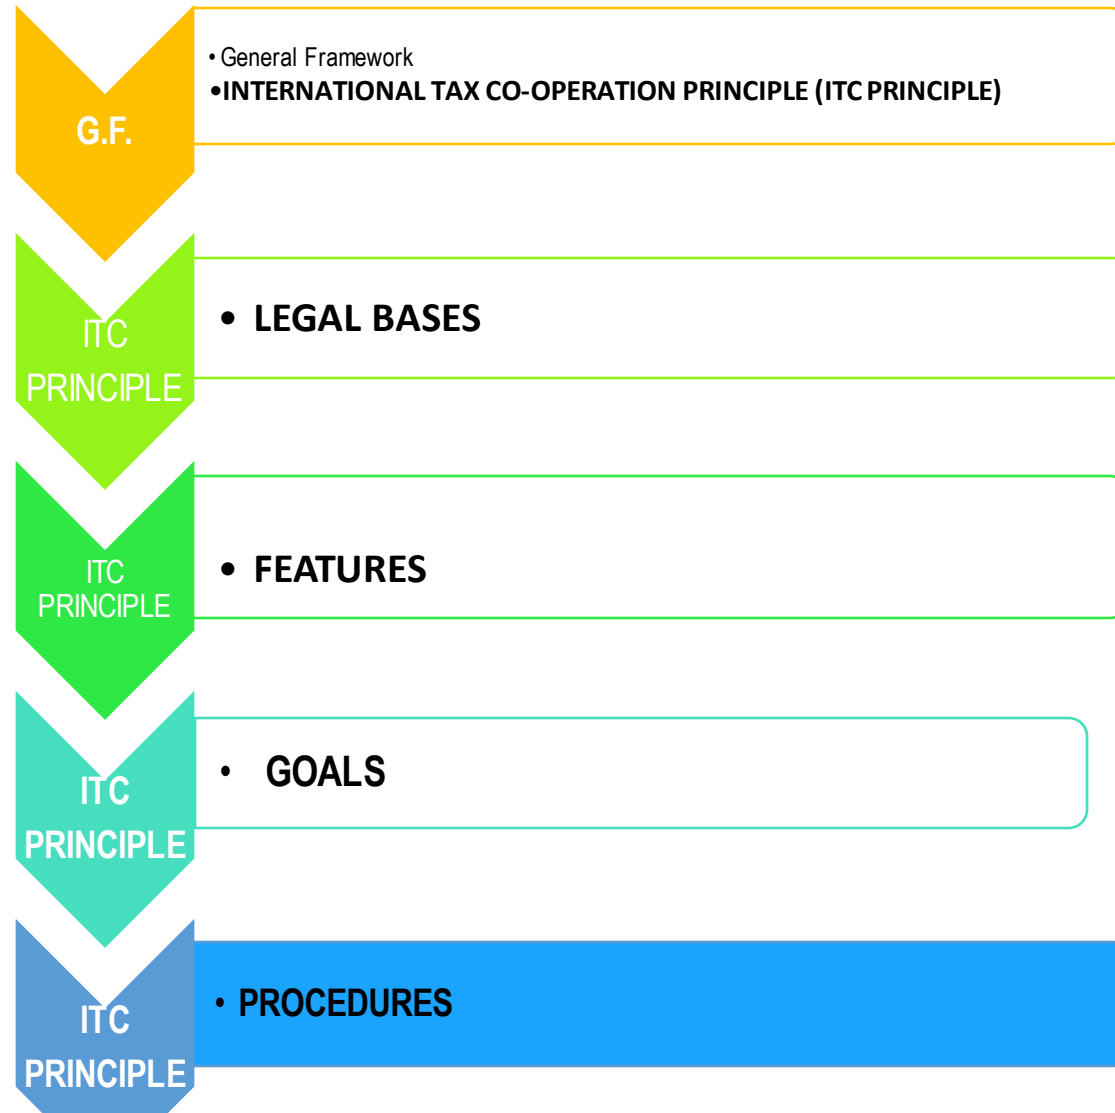 G.F.
• General Framework
•INTERNATIONAL TAX CO-OPERATION PRINCIPLE (ITC PRINCIPLE)
ITC
PRINCIPLE
• LEGAL BASES
ITC
PRINCIPLE
• FEATURES
ITC
PRINCIPLE
• GOALS
ITC
PRINCIPLE
• PROCEDURES